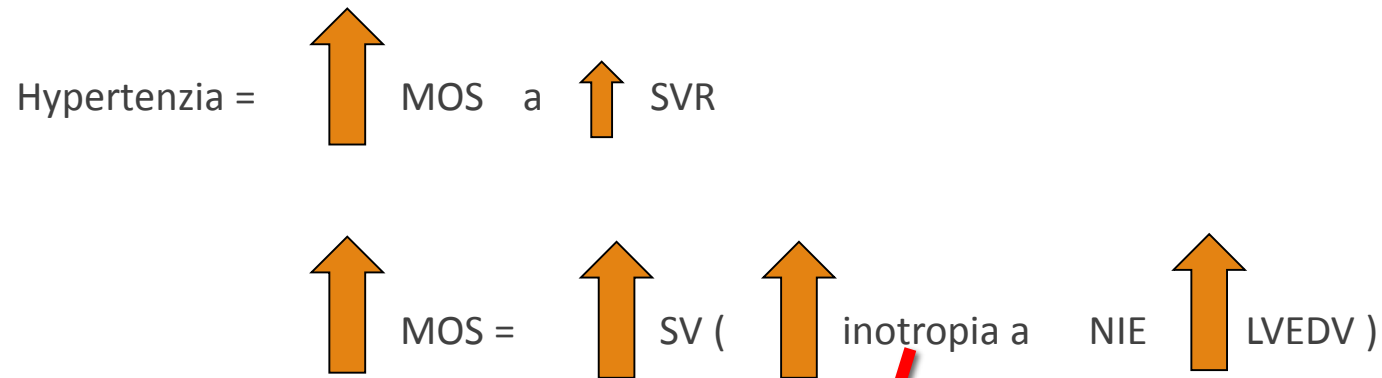 Hypertenzia = MOS a SVR
MOS = SV ( inotropia a NIE LVEDV )